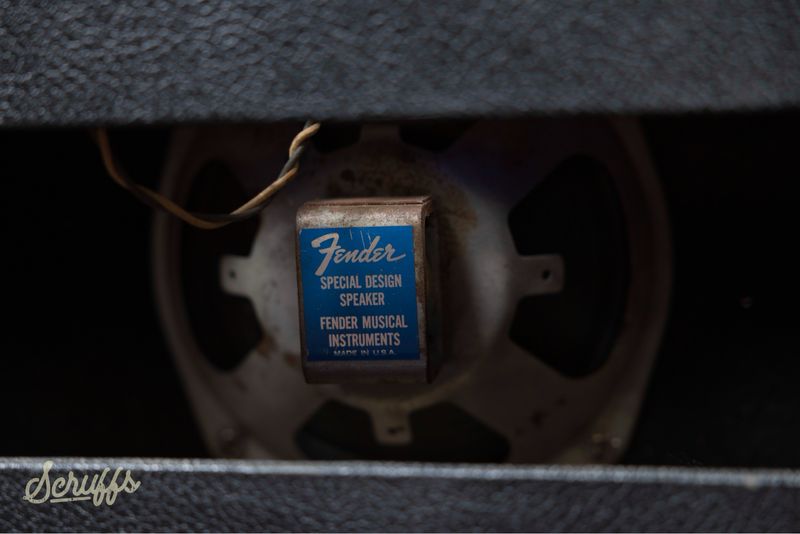 Fender
SPECIAL DESIGN
SPEAKER
FENDER MUSICAL
INSTRUMENTS
MADE IN U.S.A.
Scruffs